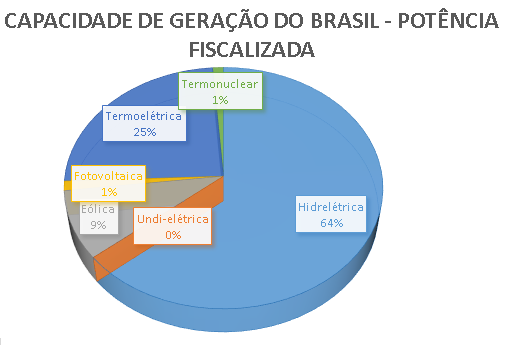 CAPACIDADE DE GERAÇÃO DO BRASIL - POTÊNCIA
FISCALIZADA
Termonuclear
1%
Termoelétrica
25%
Fotovoltaica
1%
Eólica
9%
Undi-elétrica
0%
Hidrelétrica
64%